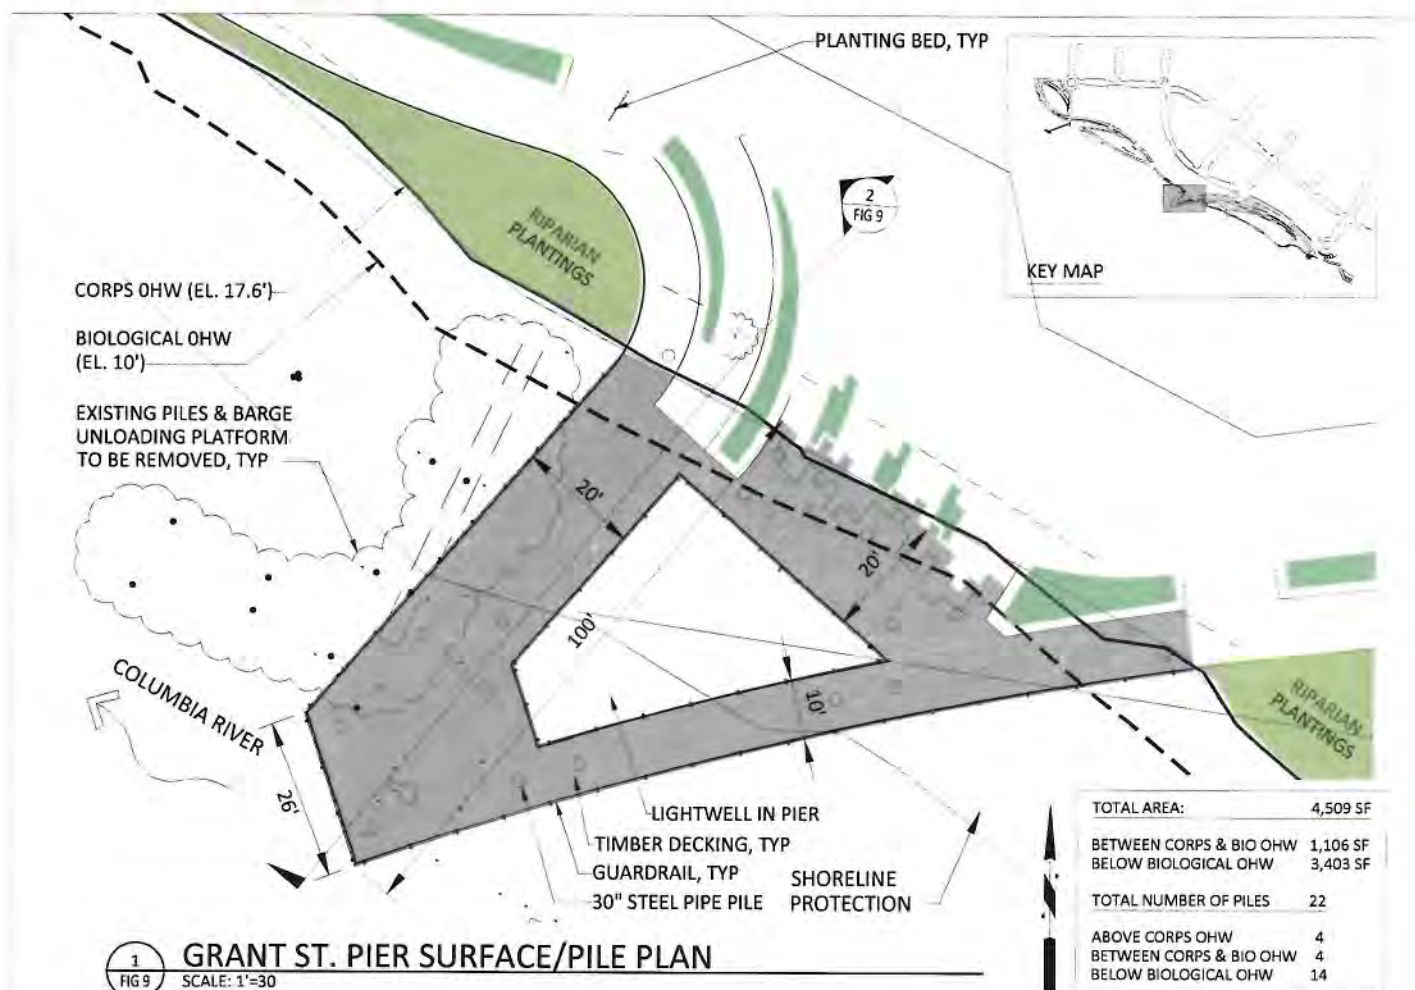 PLANTING BED, TYP
2
FIG 9
KEY MAP
RIPARIAN
PLANTINGS
CORPS 0HW (EL. 17.6')
BIOLOGICAL 0HW
(EL. 10')
EXISTING PILES & BARGE
UNLOADING PLATFORM
TO BE REMOVED, TYP
20'
20'
100'
10'
26'
COLUMBIA RIVER
RIPARIAN
PLANTINGS
LIGHTWELL IN PIER
TIMBER DECKING, TYP
GUARDRAIL, TYP
30" STEEL PIPE PILE
SHORELINE
PROTECTION
TOTAL AREA: 4,509 SF
BETWEEN CORPS & BIO OHW 1,106 SF
BELOW BIOLOGICAL OHW 3,403 SF
TOTAL NUMBER OF PILES 22
ABOVE CORPS OHW 4
BETWEEN CORPS & BIO OHW 4
BELOW BIOLOGICAL OHW 14
1
FIG 9
GRANT ST. PIER SURFACE/PILE PLAN
SCALE: 1'=30